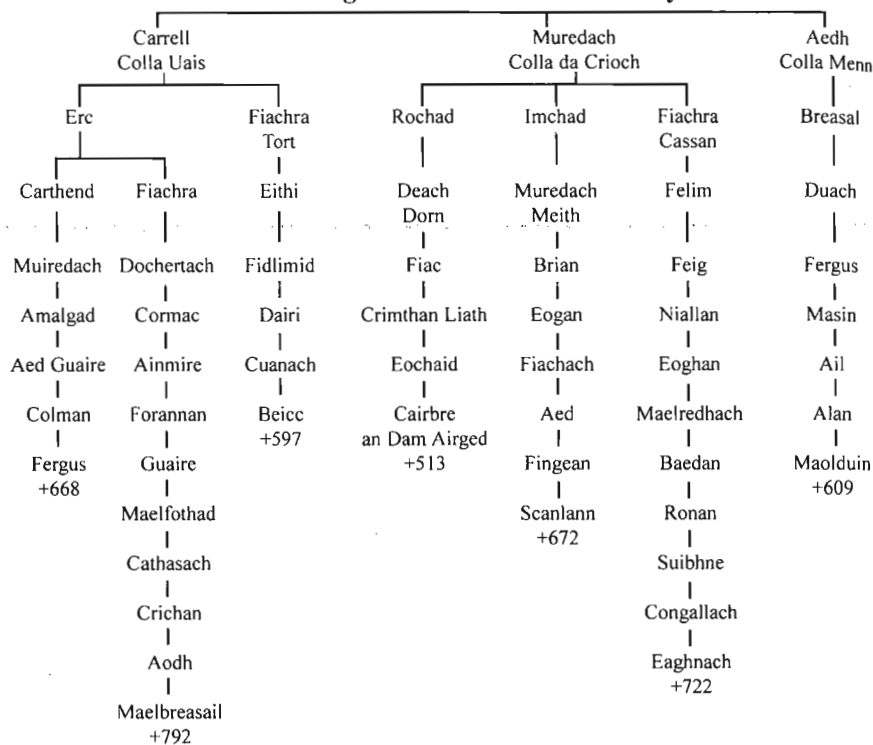 Carrell Muredach Aedh
Colla Uais Colla da Crioch Colla Menn
Erc Fiachra Rochad Imchad Fiachra Breasal
Tort Cassan
Carthend Fiachra Eithi Deach Muredach Felim Duach
Dorn Meith
Muiredach Dochertach Fidlimid Fiac Brian Feig Fergus
Amalgad Cormac Dairi Crimthan Liath Eogan Niallan Masin
Aed Guaire Ainmire Cuanach Eochaid Fiachach Eoghan Ail
Colman Forannan Beicc Cairbre Aed Maelredhach Alan
+597 an Dam Airged
Fergus Guaire +513 Fingean Baedan Maolduin
+668 +609
Maelfothad Scanlann Ronan
+672
Cathasach Suibhne
Crichan Congallach
Aodh Eaghnach
+722
Maelbreasail
+792